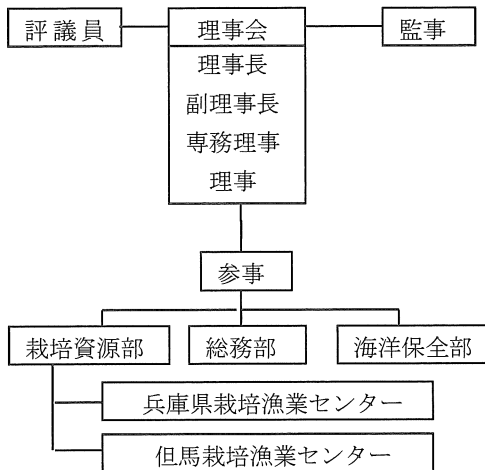 評議員 理事会 監事
理事長
副理事長
専務理事
理事
参事
栽培資源部 総務部 海洋保全部
兵庫県栽培漁業センター
但馬栽培漁業センター